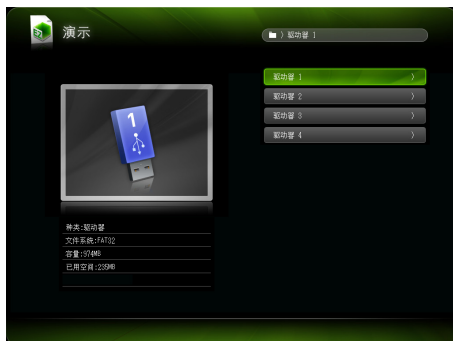 演示
〉驱动器 1
驱动器 1 〉
驱动器 2 〉
驱动器 3 〉
驱动器 4 〉
1
种类:驱动器
文件系统:FAT32
容量:974MB
已用空间:235MB